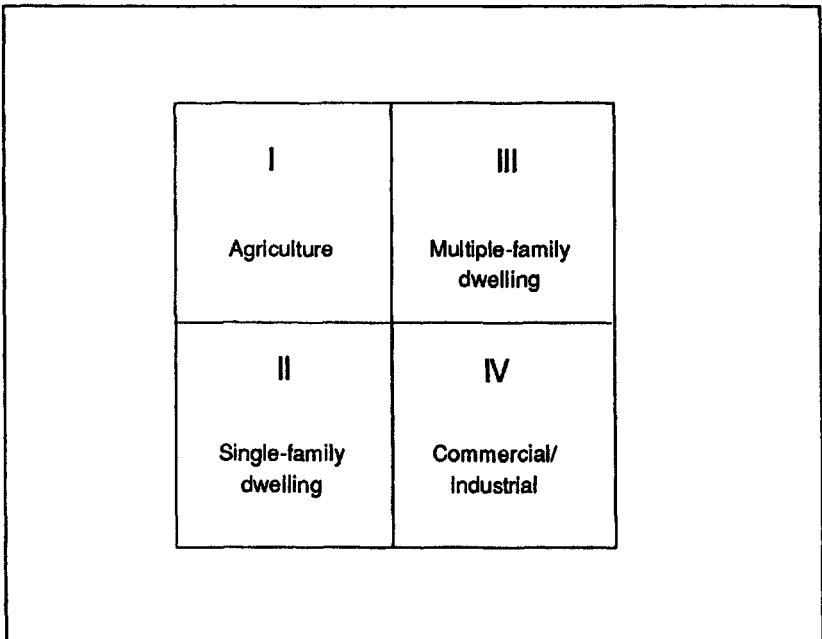 I
Agriculture
III
Multiple-family
dwelling
II
Single-family
dwelling
IV
Commercial/
Industrial